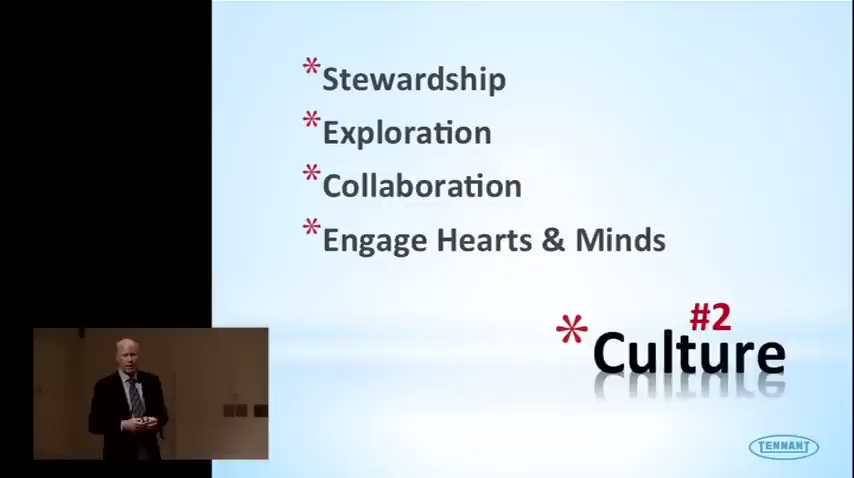 *Stewardship
*Exploration
*Collaboration
*Engage Hearts & Minds
#2
*Culture
TENNANT